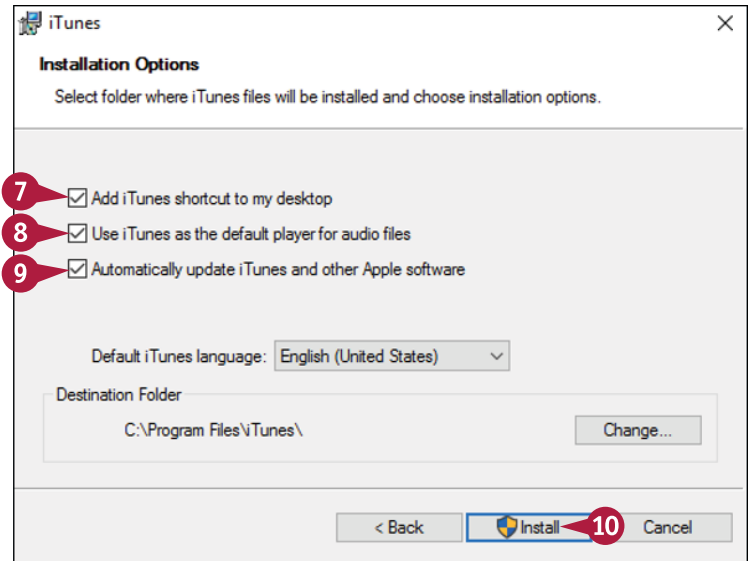 iTunes
Installation Options
Select folder where iTunes files will be installed and choose installation options.
7 Add iTunes shortcut to my desktop
8 Use iTunes as the default player for audio files
9 Automatically update iTunes and other Apple software
Default iTunes language: English (United States)
Destination Folder
C:\Program Files\iTunes\ Change...
< Back Install 10 Cancel